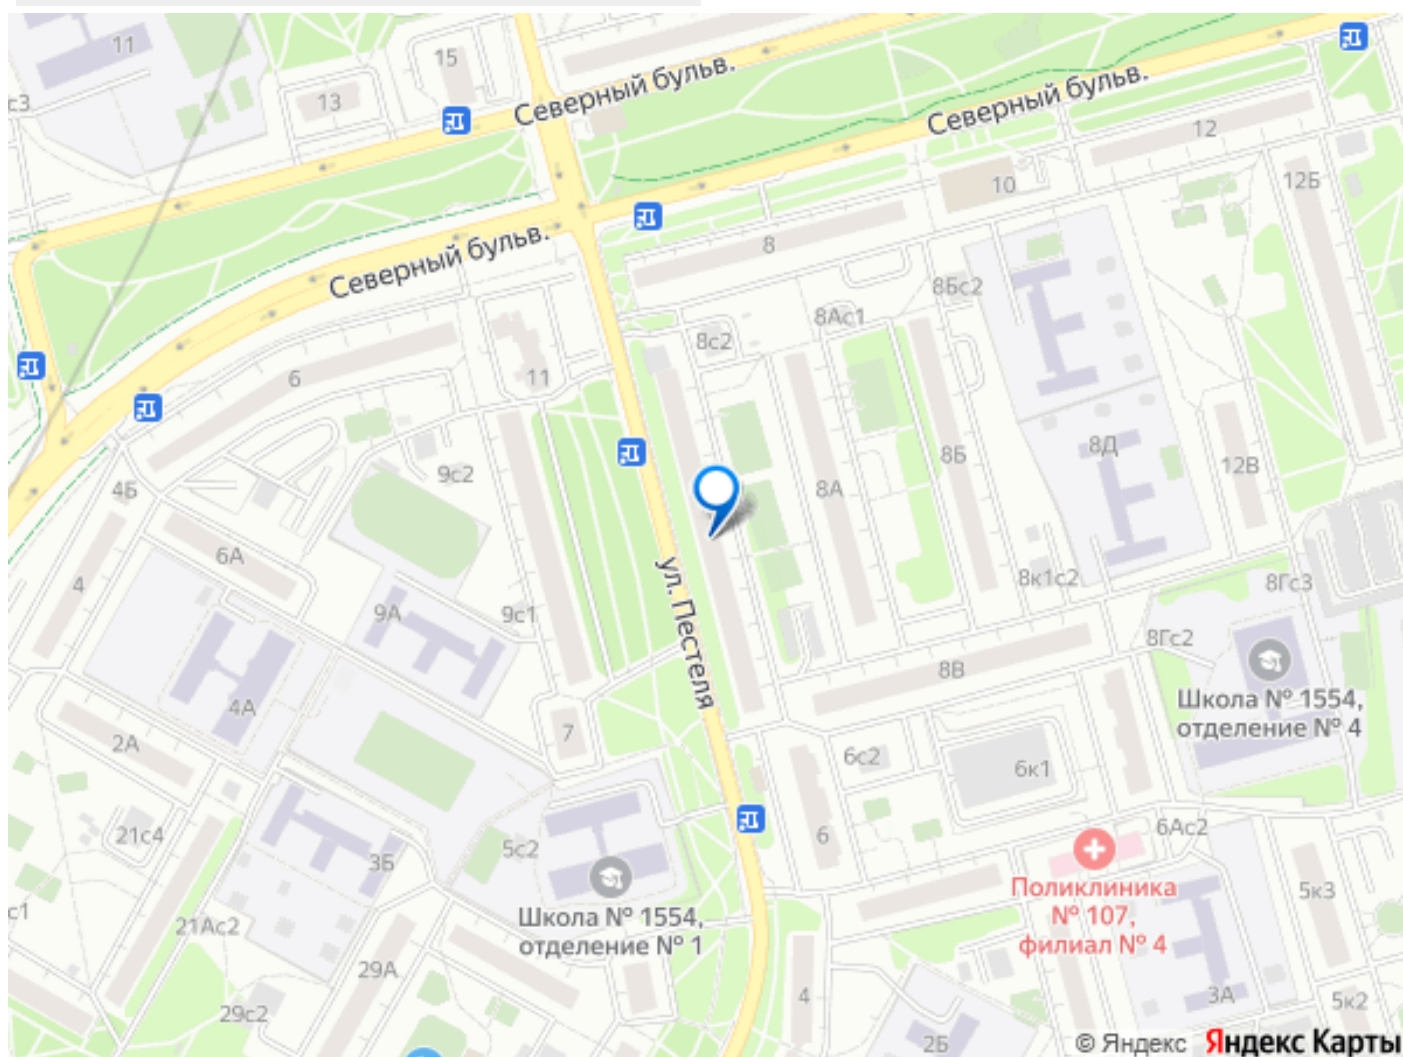 11
15
с3
13
Северный бульв.
Северный бульв.
12
12Б
10
8
Северный бульв.
8Бс2
8Ас1
8с2
6
11
8Б
8Д
12В
9с2
8А
4Б
6А
4
9А
9с1
ул. Пестеля
8к1с2
8Гс3
8Гс2
8В
Школа № 1554,
отделение № 4
4А
2А
7
6с2
6к1
21с4
3Б
5с2
6
6Ас2
Поликлиника
№ 107,
филиал № 4
5к3
Школа № 1554,
отделение № 1
с1
21Ас2
29А
29с2
4
3А
5к2
2Б
© Яндекс Яндекс Карты